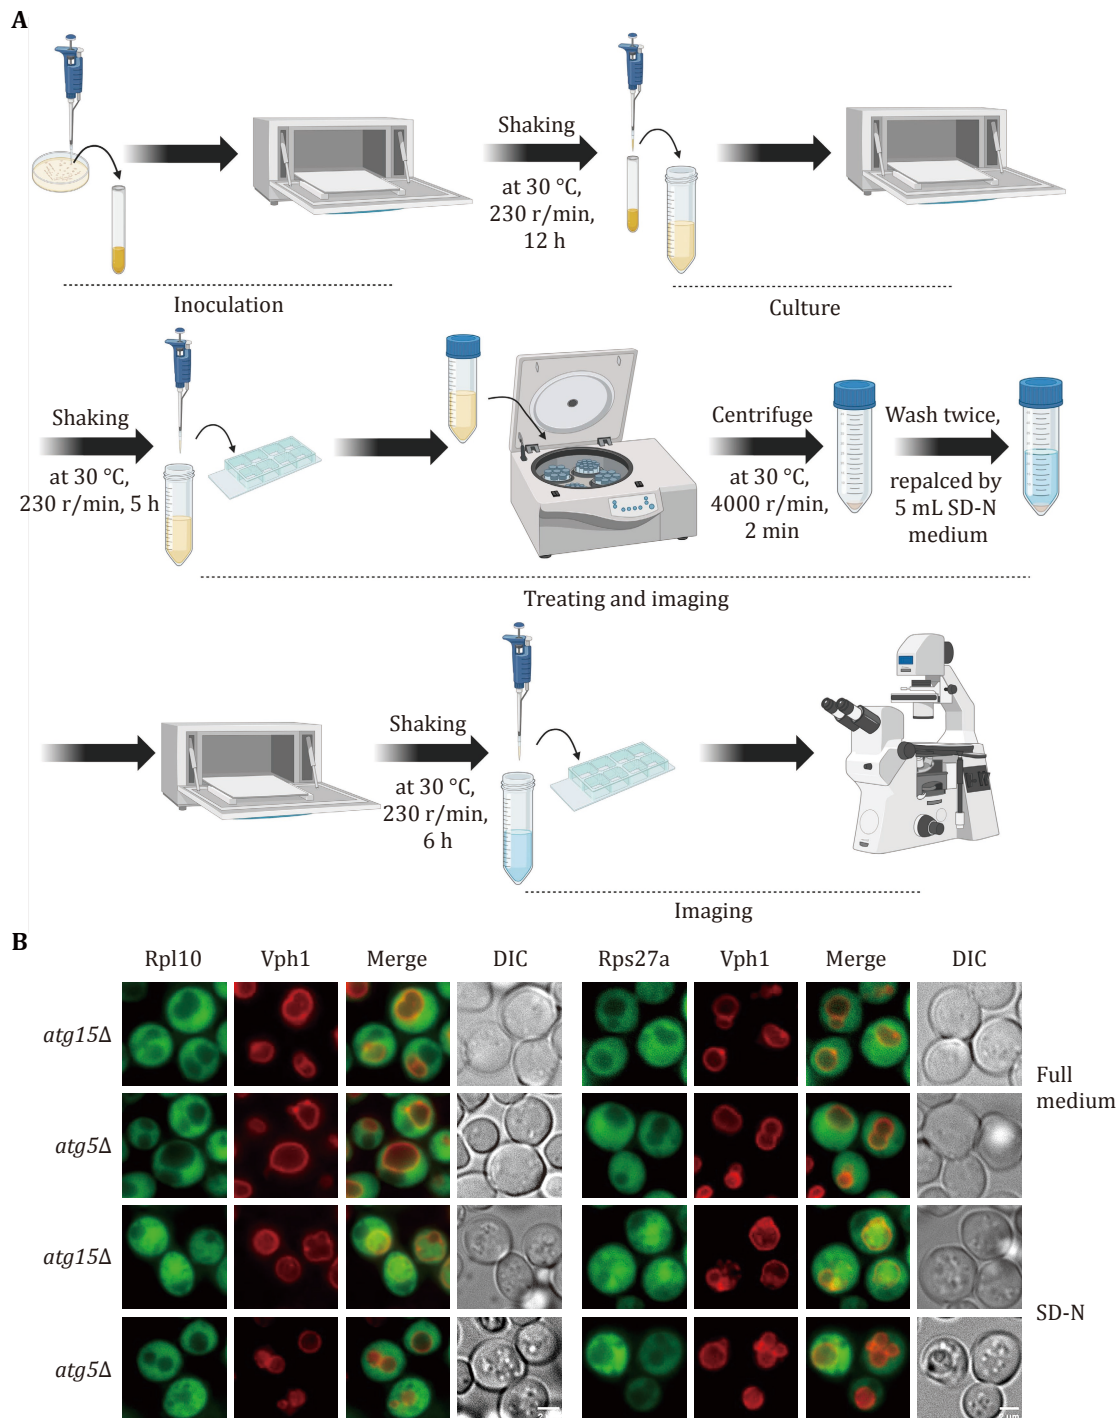 A
Shaking
at 30 °C,
230 r/min,
12 h
Inoculation
Culture
Shaking
at 30 °C,
230 r/min, 5 h
Centrifuge
at 30 °C,
4000 r/min,
2 min
Wash twice,
repalced by
5 mL SD-N
medium
Treating and imaging
Shaking
at 30 °C,
230 r/min,
6 h
Imaging
B
Rpl10 Vph1 Merge DIC Rps27a Vph1 Merge DIC
atg15Δ
Full
medium
atg5Δ
atg15Δ
SD-N
atg5Δ